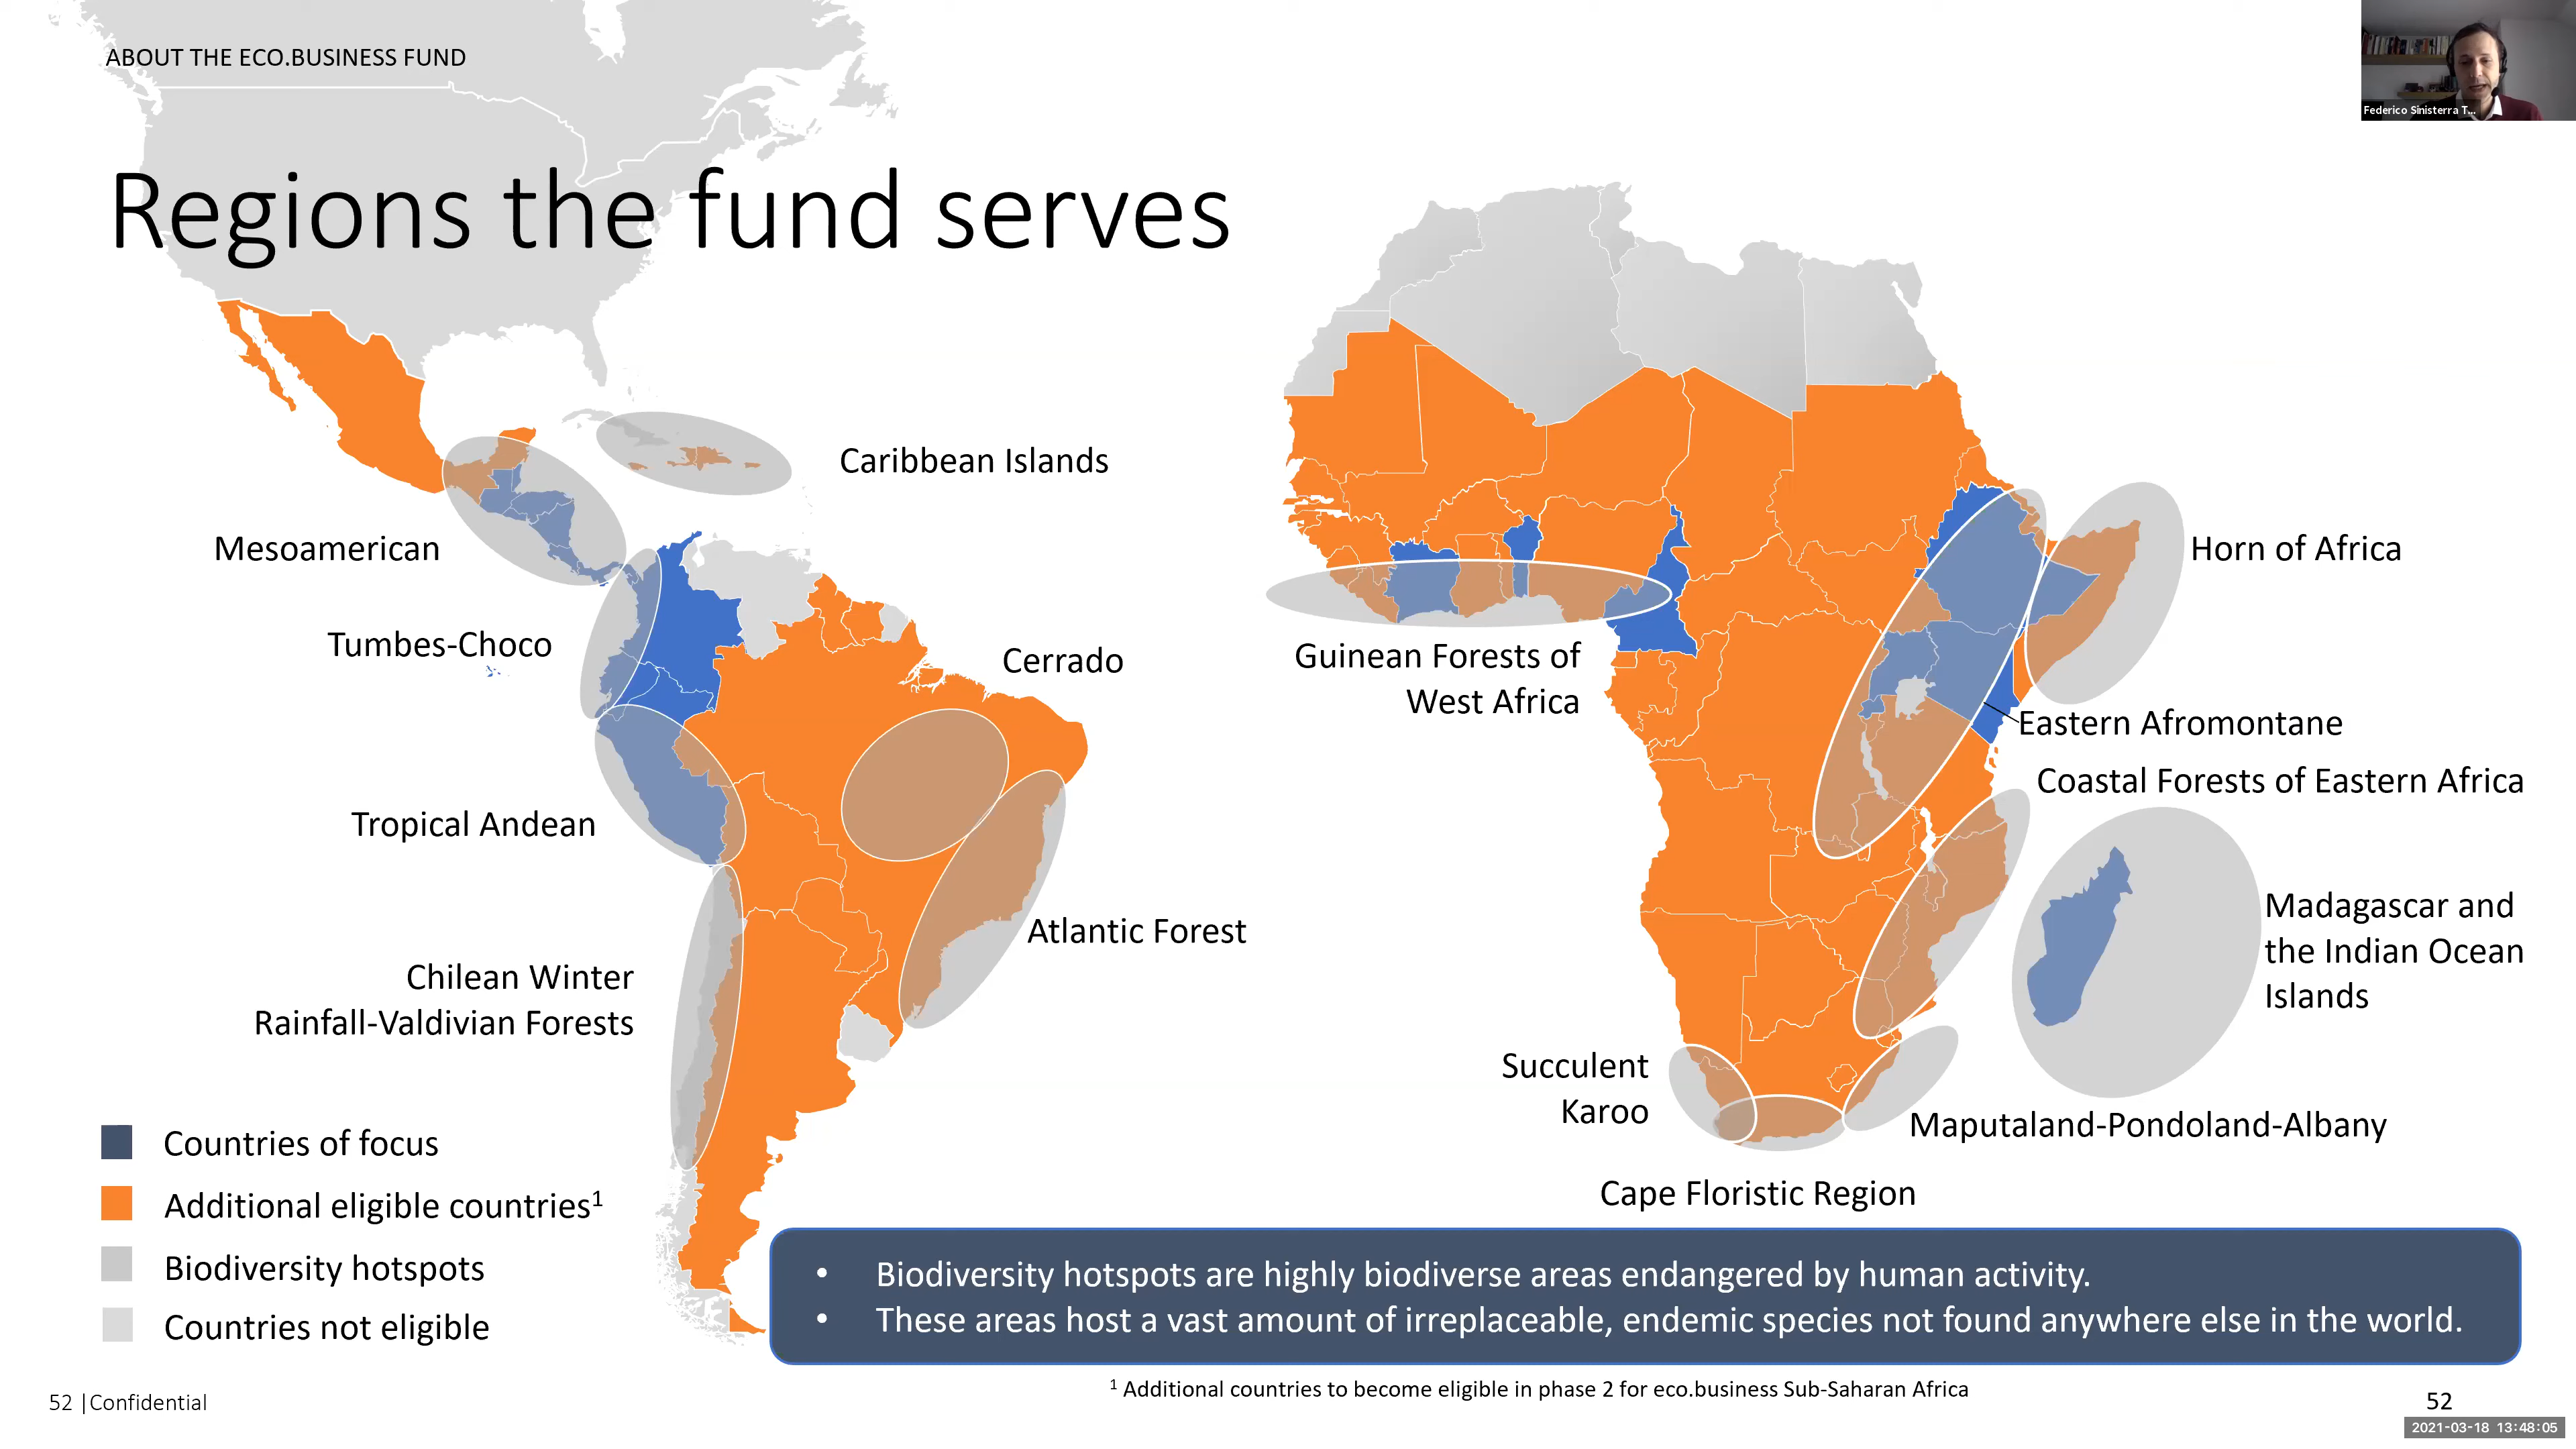 ABOUT THE ECO.BUSINESS FUND
Federico Sinisterra T...
Regions the fund serves
Caribbean Islands
Mesoamerican
Tumbes-Choco
Cerrado
Tropical Andean
Atlantic Forest
Chilean Winter
Rainfall-Valdivian Forests
Horn of Africa
Guinean Forests of
West Africa
Eastern Afromontane
Coastal Forests of Eastern Africa
Madagascar and
the Indian Ocean
Islands
Succulent
Karoo
Maputaland-Pondoland-Albany
Cape Floristic Region
Countries of focus
Additional eligible countries¹
Biodiversity hotspots
Countries not eligible
• Biodiversity hotspots are highly biodiverse areas endangered by human activity.
• These areas host a vast amount of irreplaceable, endemic species not found anywhere else in the world.
¹ Additional countries to become eligible in phase 2 for eco.business Sub-Saharan Africa
52 |Confidential
52
2021-03-18 13:48:05